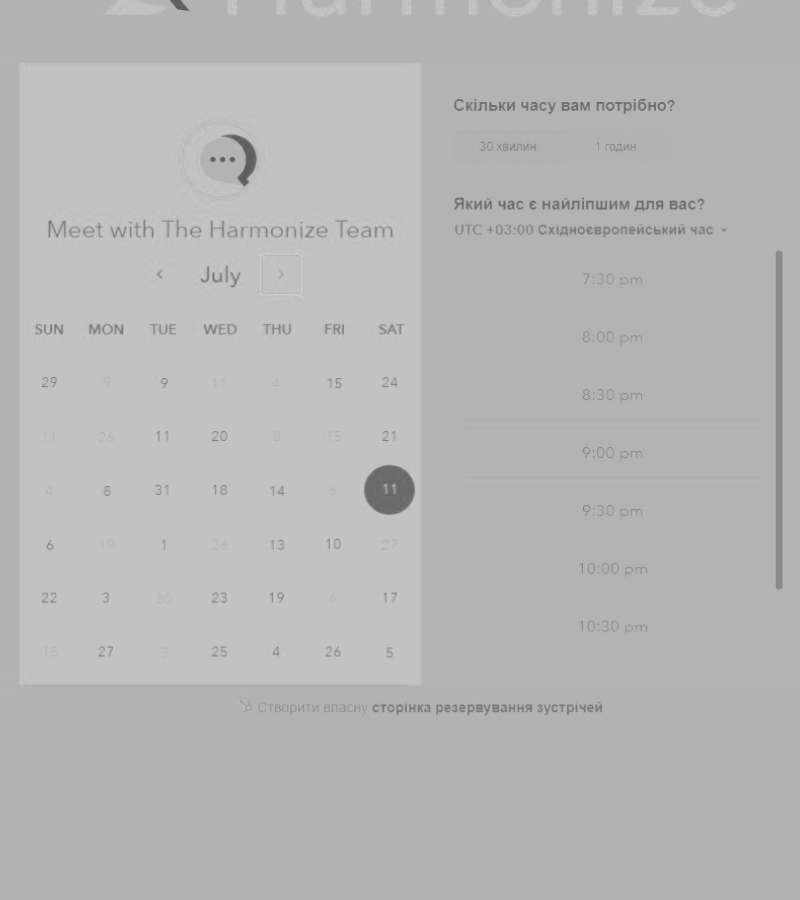 Harmonize
Скільки часу вам потрібно?
30 хвилин 1 годин
Meet with The Harmonize Team
Який час є найліпшим для вас?
UTC +03:00 Східноєвропейський час
July
SUN MON TUE WED THU FRI SAT
29 9 9 11 4 15 24
11 26 11 20 8 15 21
4 8 31 18 14 6 11
6 19 1 26 13 10 27
22 3 30 23 19 6 17
15 27 3 25 4 26 5
7:30 pm
8:00 pm
8:30 pm
9:00 pm
9:30 pm
10:00 pm
10:30 pm
Створити власну сторінка резервування зустрічей